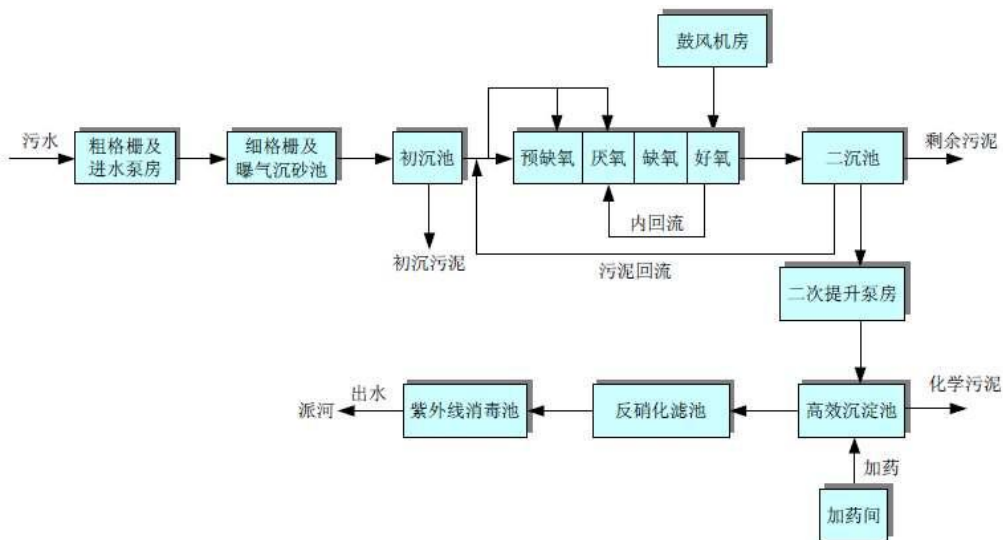 鼓风机房
污水
粗格栅及
进水泵房
细格栅及
曝气沉砂池
初沉池
预缺氧
厌氧
缺氧
好氧
二沉池
剩余污泥
内回流
初沉污泥
污泥回流
二次提升泵房
派河
出水
紫外线消毒池
反硝化滤池
高效沉淀池
化学污泥
加药
加药间